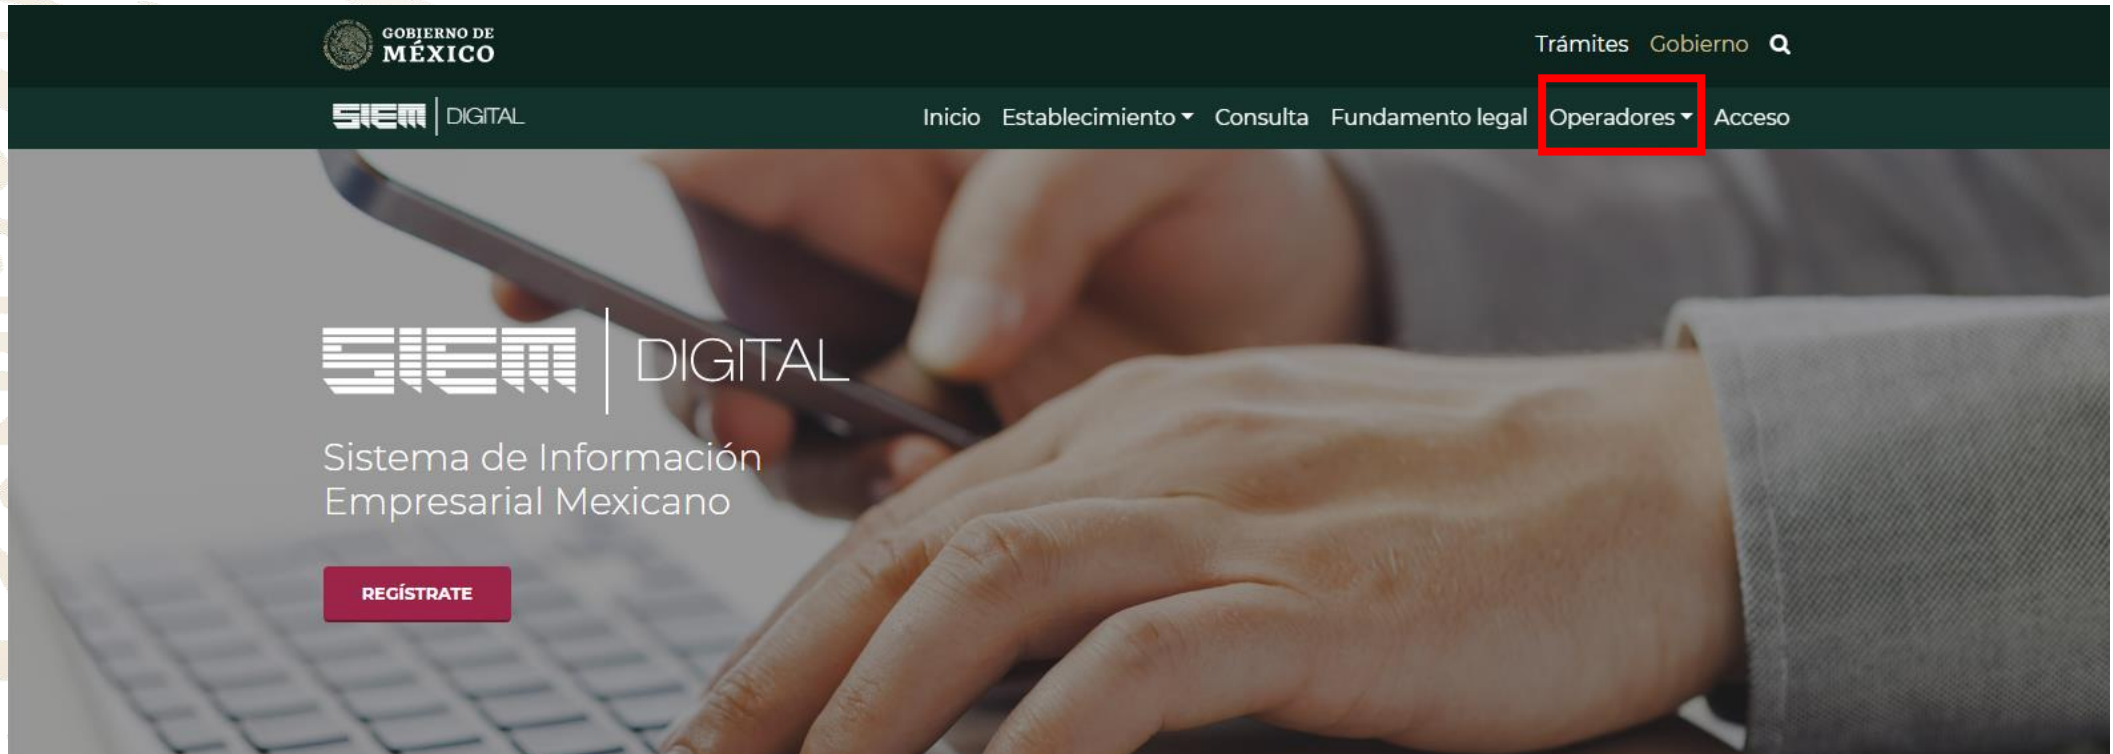 GOBIERNO DE
MÉXICO
Trámites Gobierno
SIEM DIGITAL
Inicio Establecimiento Consulta Fundamento legal Operadores Acceso
SIEM DIGITAL
Sistema de Información
Empresarial Mexicano
REGÍSTRATE